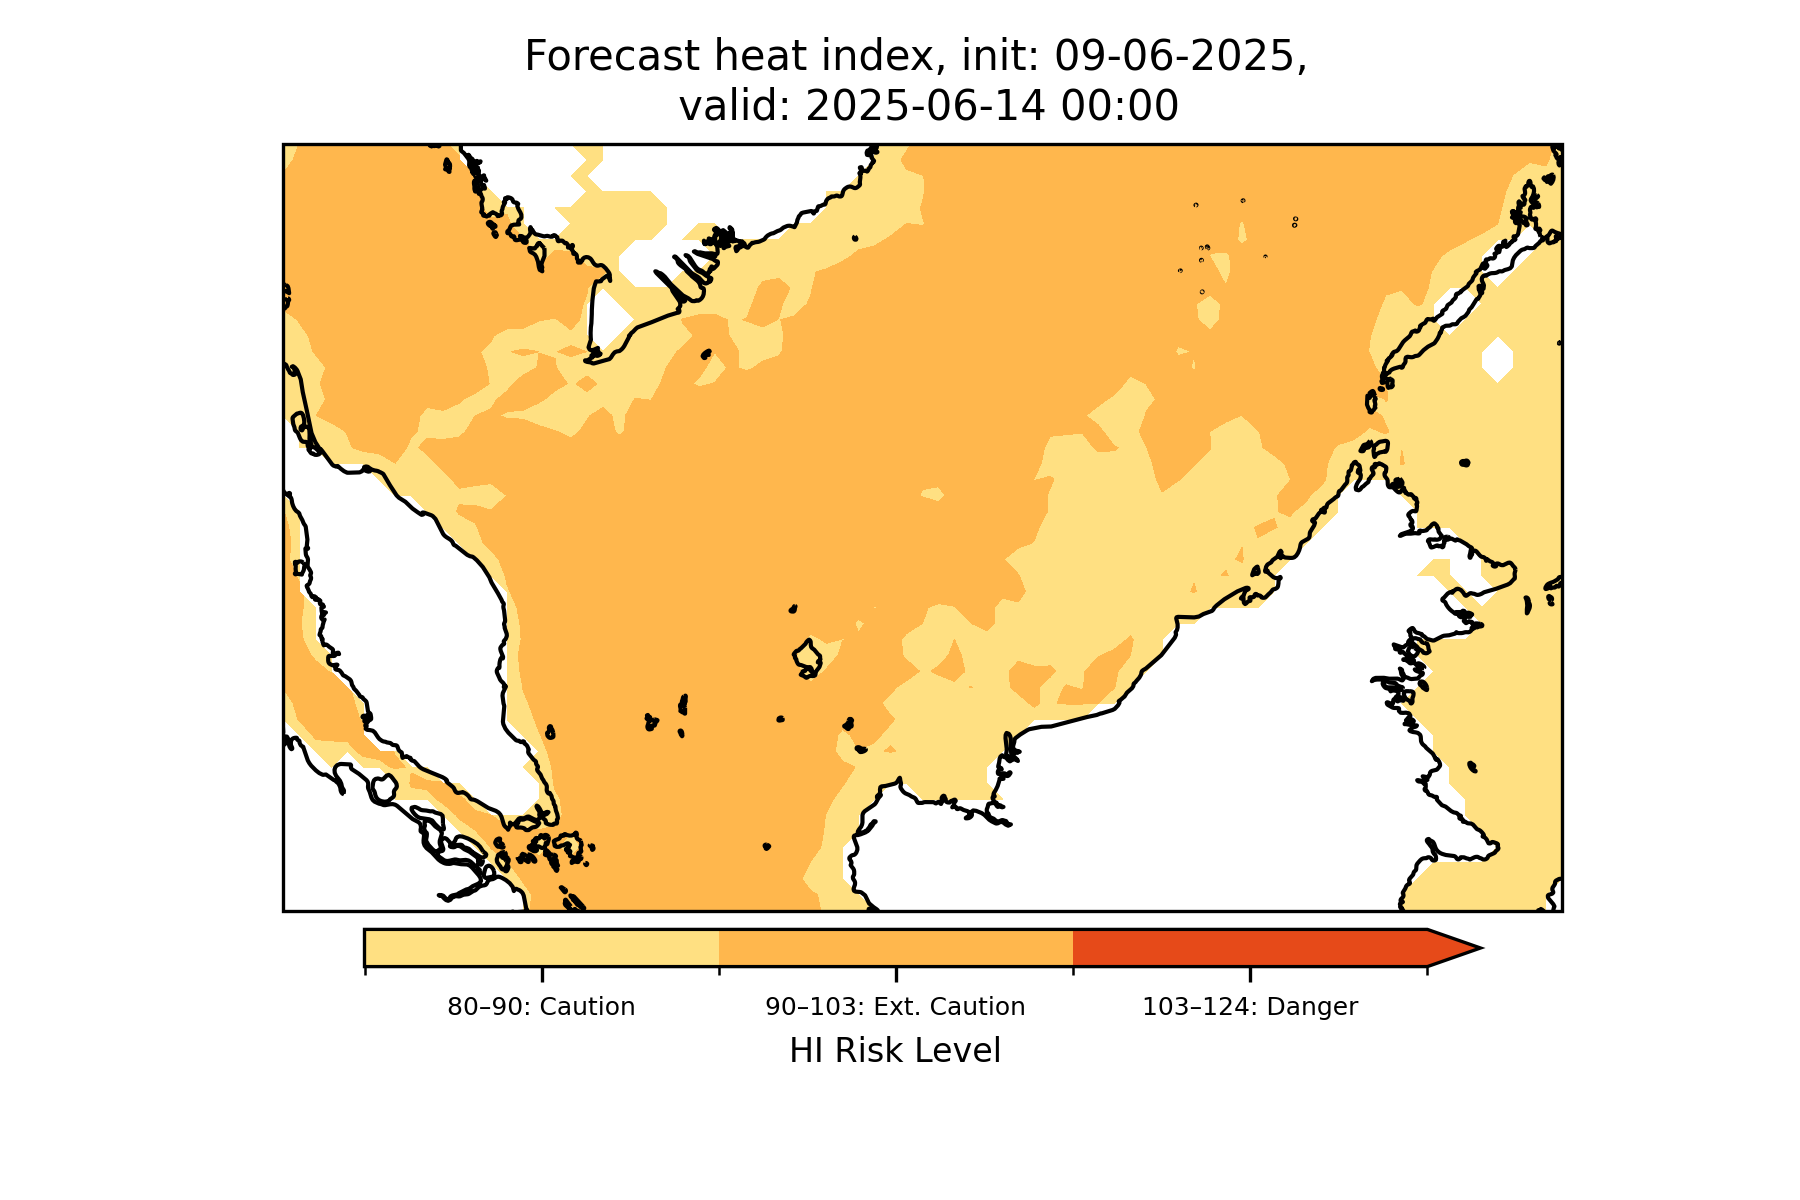 Forecast heat index, init: 09-06-2025,
valid: 2025-06-14 00:00
80–90: Caution
90–103: Ext. Caution
103–124: Danger
HI Risk Level